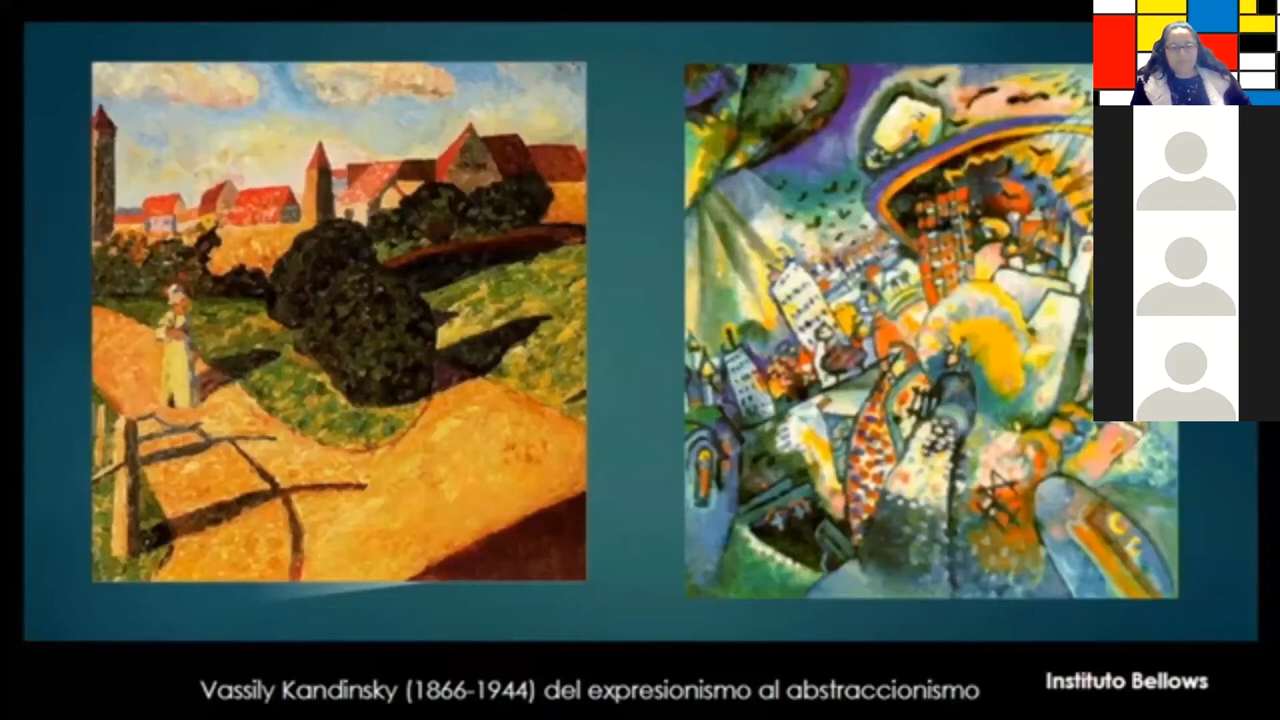 Vassily Kandinsky (1866-1944) del expresionismo al abstraccionismo
Instituto Bellows